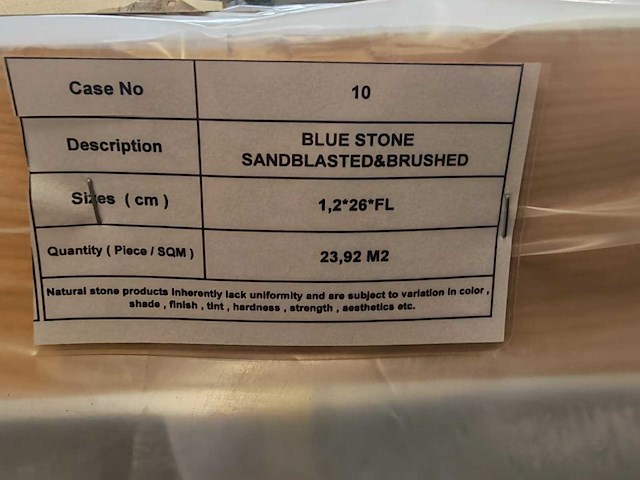 Case No 10
Description BLUE STONE
SANDBLASTED&BRUSHED
Sizes ( cm ) 1,2*26*FL
Quantity ( Piece / SQM ) 23,92 M2
Natural stone products inherently lack uniformity and are subject to variation in color ,
shade , finish , tint , hardness , strength , aesthetics etc.